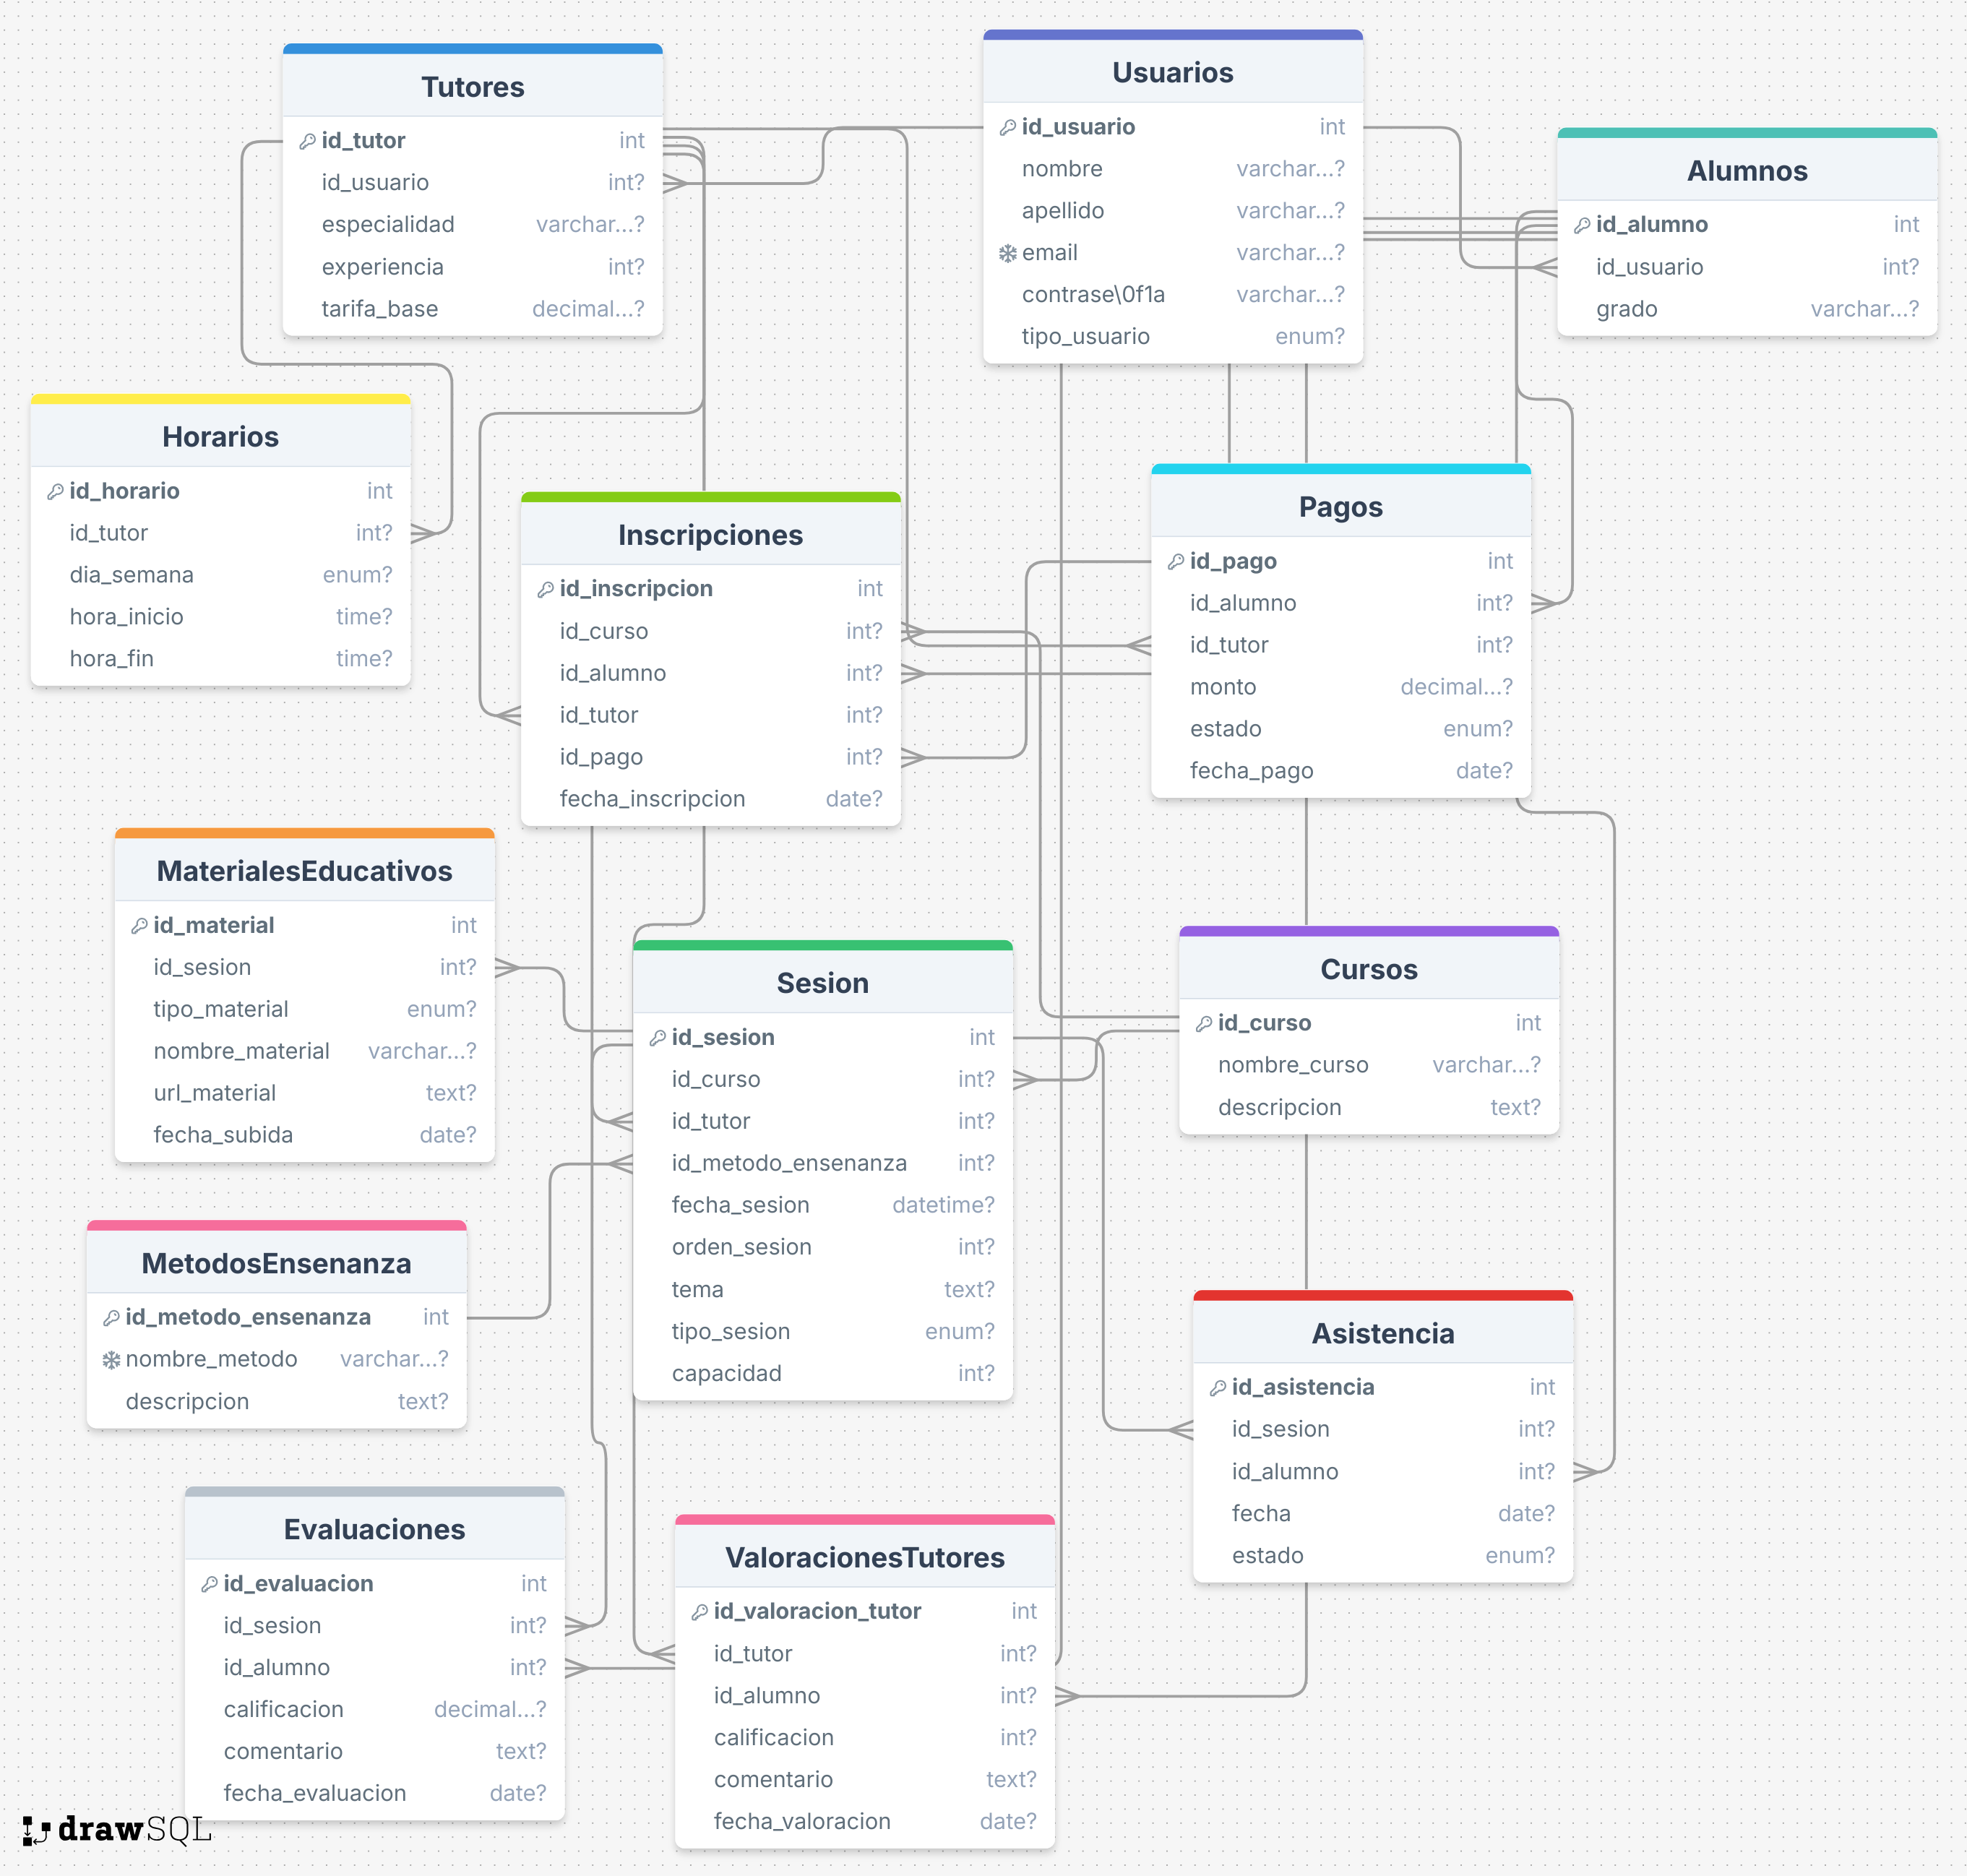 Tutores
id_tutor int
id_usuario int?
especialidad varchar...?
experiencia int?
tarifa_base decimal...?
Usuarios
id_usuario int
nombre varchar...?
apellido varchar...?
email varchar...?
contrase\0f1a varchar...?
tipo_usuario enum?
Alumnos
id_alumno int
id_usuario int?
grado varchar...?
Horarios
id_horario int
id_tutor int?
dia_semana enum?
hora_inicio time?
hora_fin time?
Inscripciones
id_inscripcion int
id_curso int?
id_alumno int?
id_tutor int?
id_pago int?
fecha_inscripcion date?
Pagos
id_pago int
id_alumno int?
id_tutor int?
monto decimal...?
estado enum?
fecha_pago date?
MaterialesEducativos
id_material int
id_sesion int?
tipo_material enum?
nombre_material varchar...?
url_material text?
fecha_subida date?
Sesion
id_sesion int
id_curso int?
id_tutor int?
id_metodo_ensenanza int?
fecha_sesion datetime?
orden_sesion int?
tema text?
tipo_sesion enum?
capacidad int?
Cursos
id_curso int
nombre_curso varchar...?
descripcion text?
MetodosEnsenanza
id_metodo_ensenanza int
nombre_metodo varchar...?
descripcion text?
Asistencia
id_asistencia int
id_sesion int?
id_alumno int?
fecha date?
estado enum?
Evaluaciones
id_evaluacion int
id_sesion int?
id_alumno int?
calificacion decimal...?
comentario text?
fecha_evaluacion date?
ValoracionesTutores
id_valoracion_tutor int
id_tutor int?
id_alumno int?
calificacion int?
comentario text?
fecha_valoracion date?
drawSQL